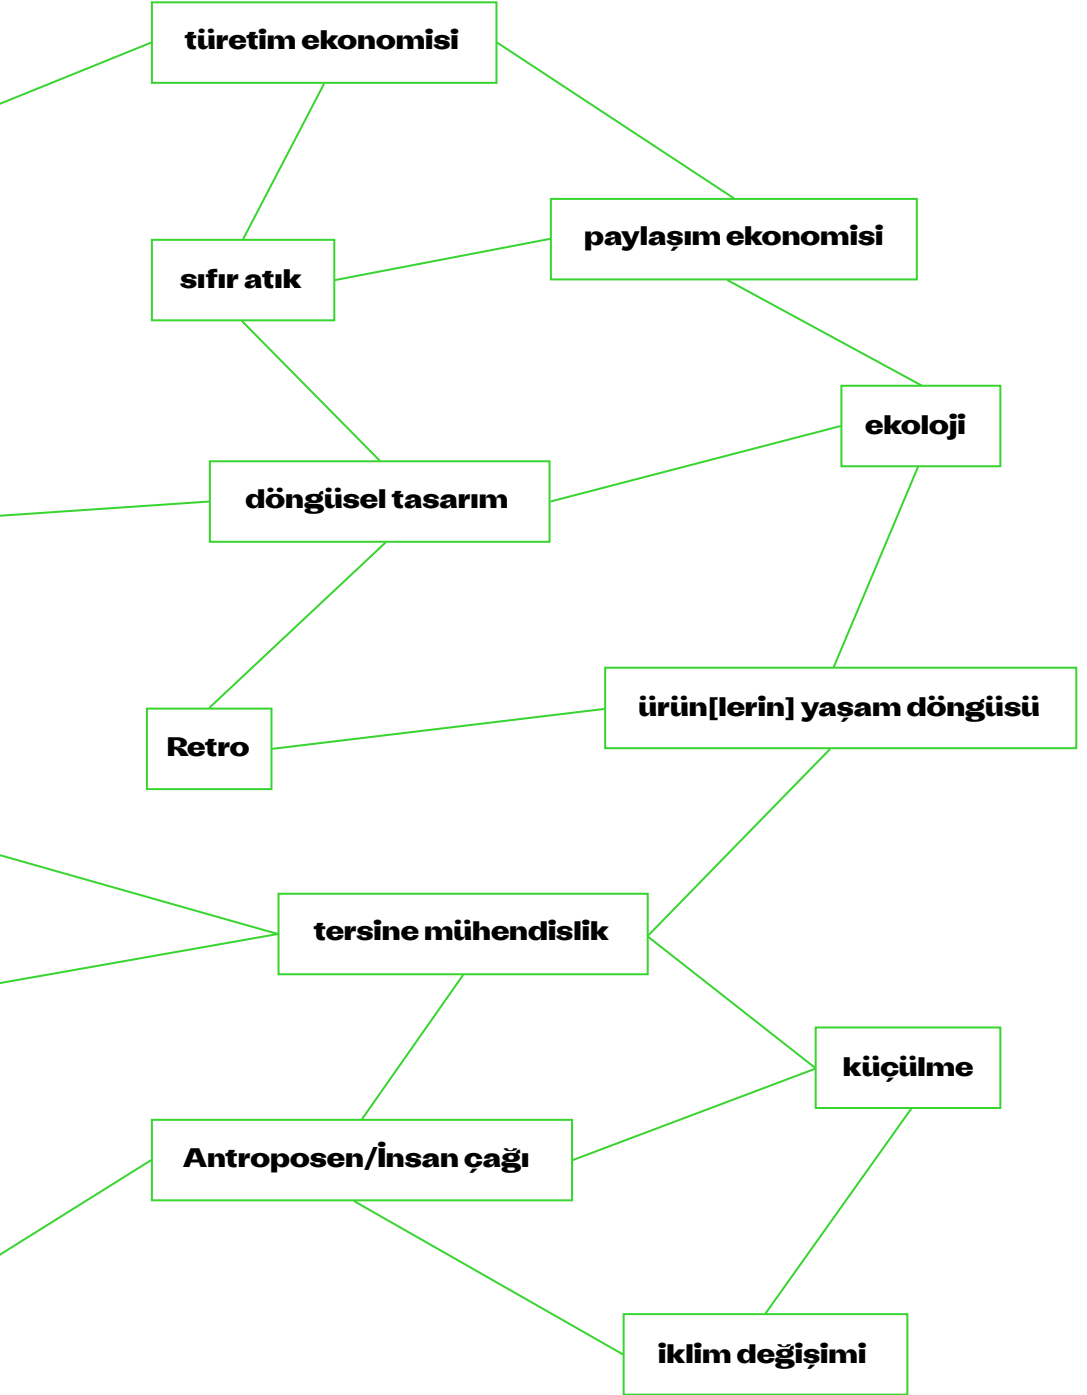 türetim ekonomisi
paylaşım ekonomisi
sıfır atık
ekoloji
döngüsel tasarım
ürün[lerin] yaşam döngüsü
Retro
tersine mühendislik
küçülme
Antroposen/İnsan çağı
iklim değişimi